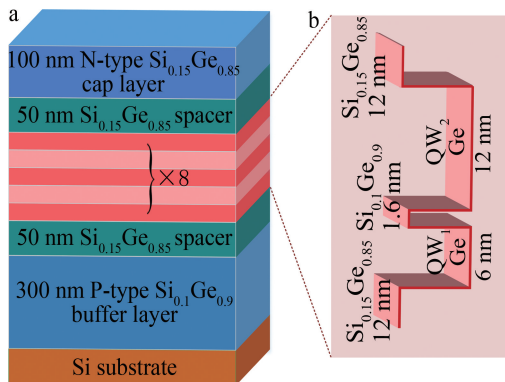 a
100 nm N-type Si0.15Ge0.85
cap layer
50 nm Si0.15Ge0.85 spacer
×8
50 nm Si0.15Ge0.85 spacer
300 nm P-type Si0.1Ge0.9
buffer layer
Si substrate
b
Si0.15Ge0.85
12 nm
QW2
Ge
12 nm
Si0.1Ge0.9
1.6 nm
QW1
Ge
6 nm
Si0.15Ge0.85
12 nm